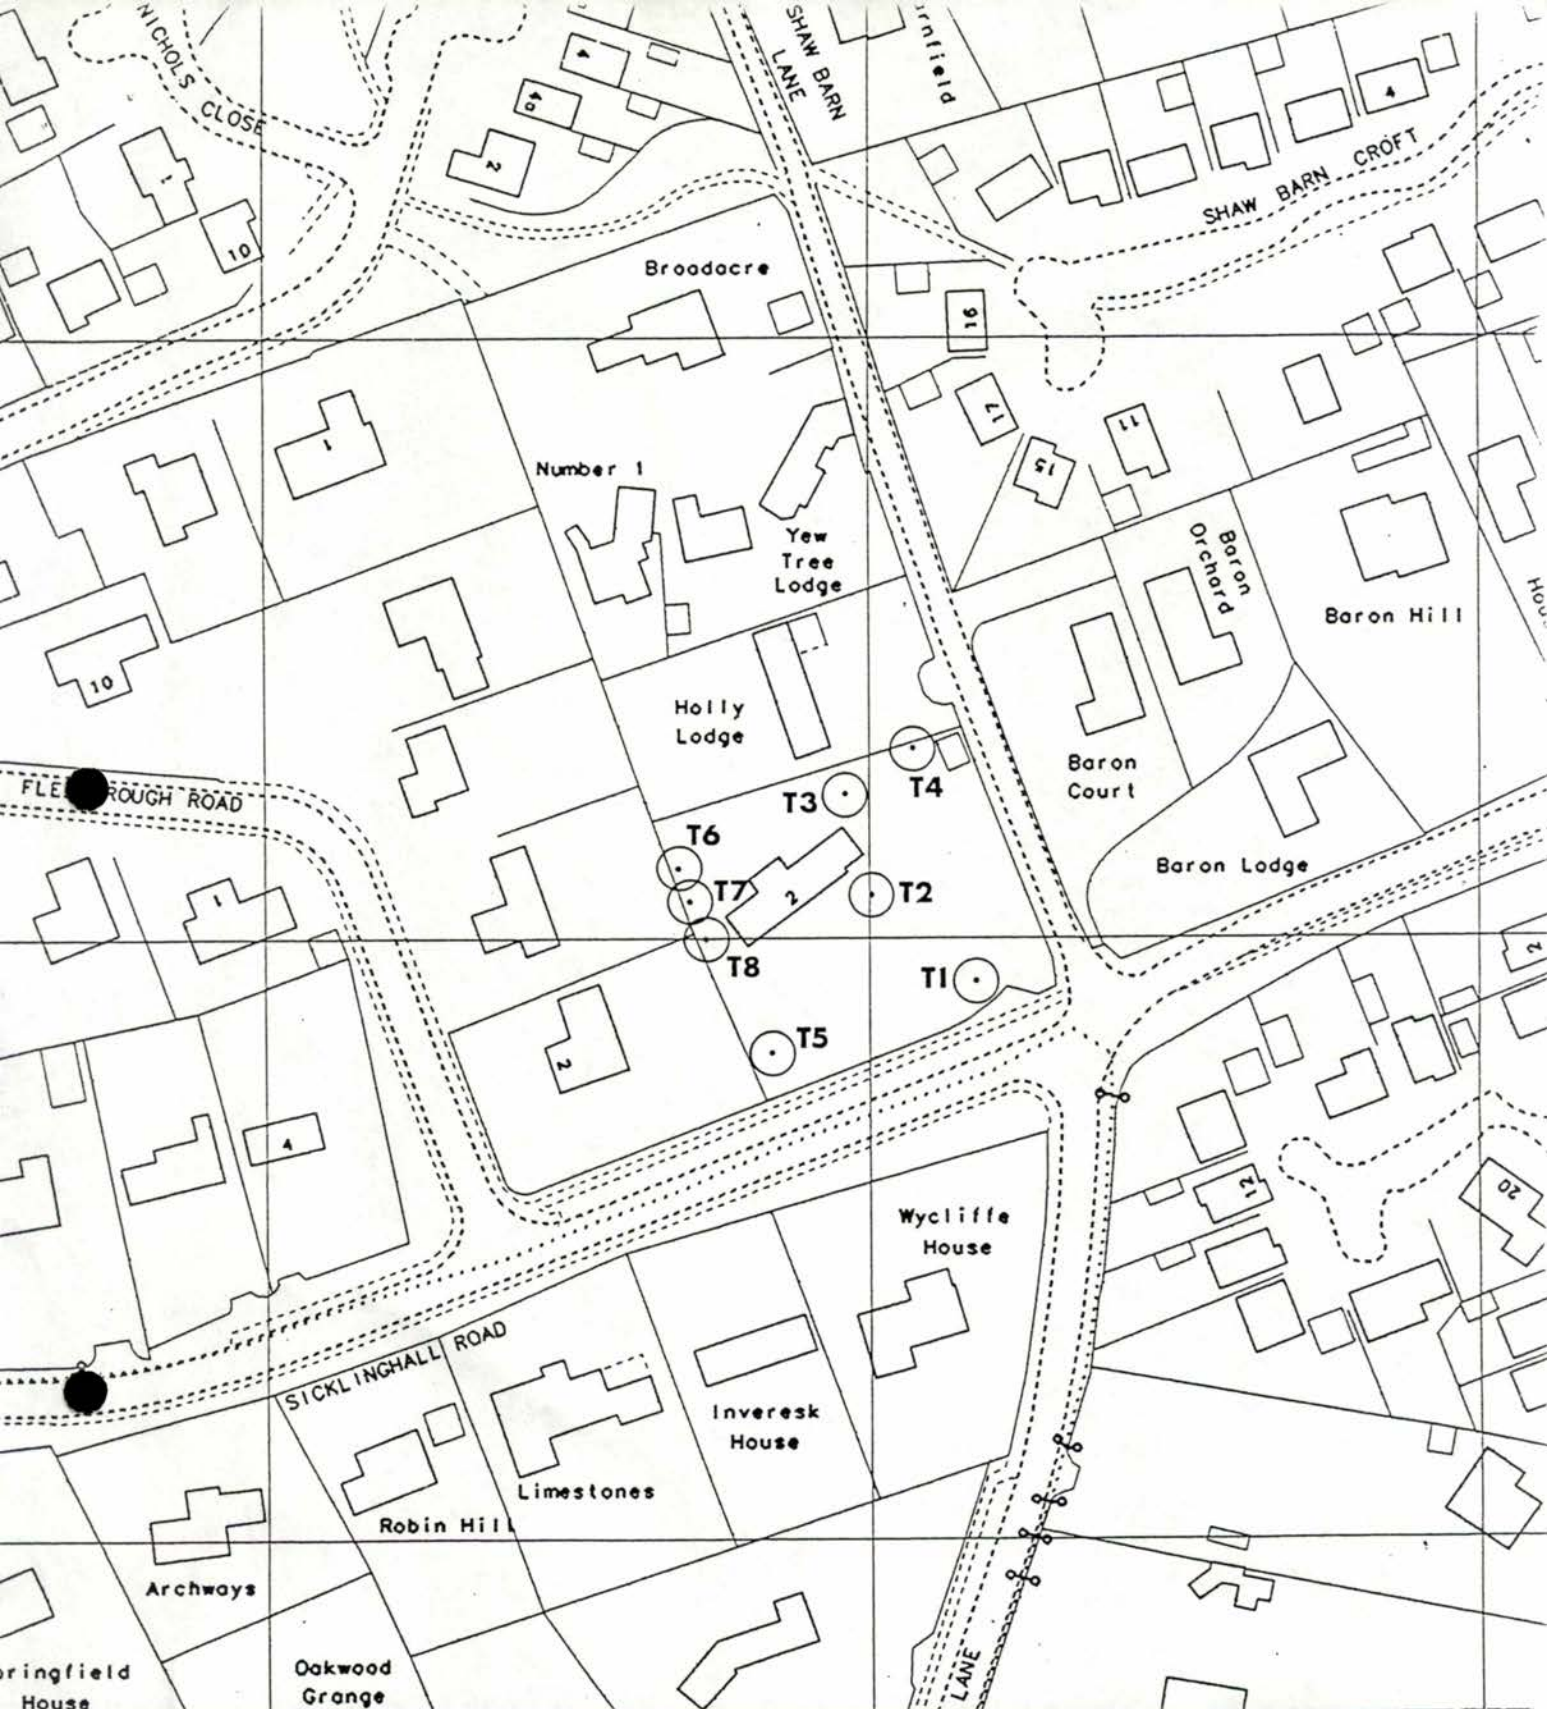 NICHOLS CLOSE
SHAW BARN
LANE
4
4a
2
1
10
4
SHAW BARN CROFT
Broadacre
16
17
15
11
1
Number 1
Yew
Tree
Lodge
Baron
Orchard
Baron Hill
10
Holly
Lodge
Baron
Court
T4
T3
ROUGH ROAD
T6
T7
2
T2
Baron Lodge
1
T8
T1
2
T5
2
4
12
20
Wycliffe
House
SICKLINGHALL ROAD
Inveresk
House
Limestones
Robin Hill
Archways
Oakwood
Grange
House
LANE